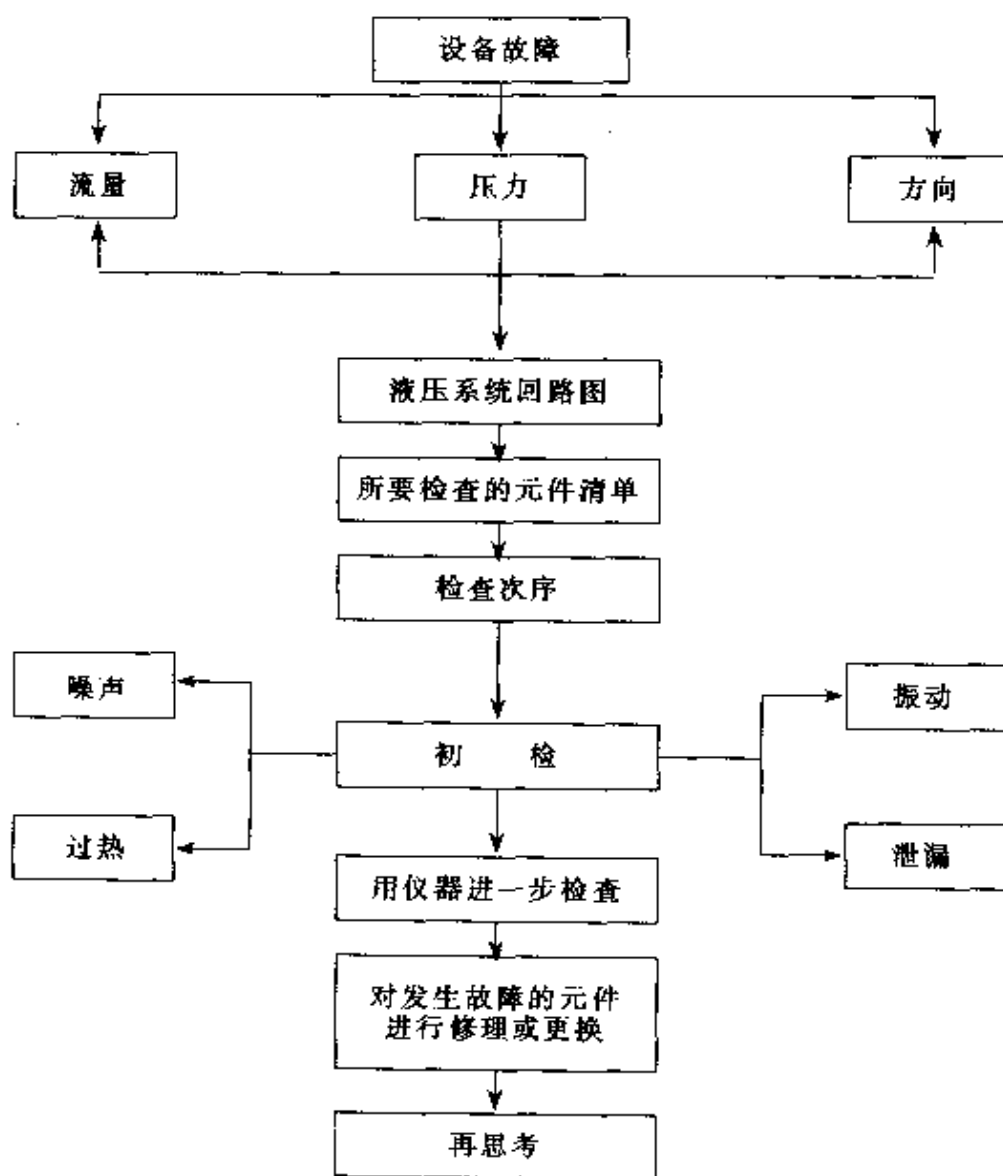 设备故障
流量
压力
方向
液压系统回路图
所要检查的元件清单
检查次序
噪声
振动
初 检
过热
泄漏
用仪器进一步检查
对发生故障的元件
进行修理或更换
再思考